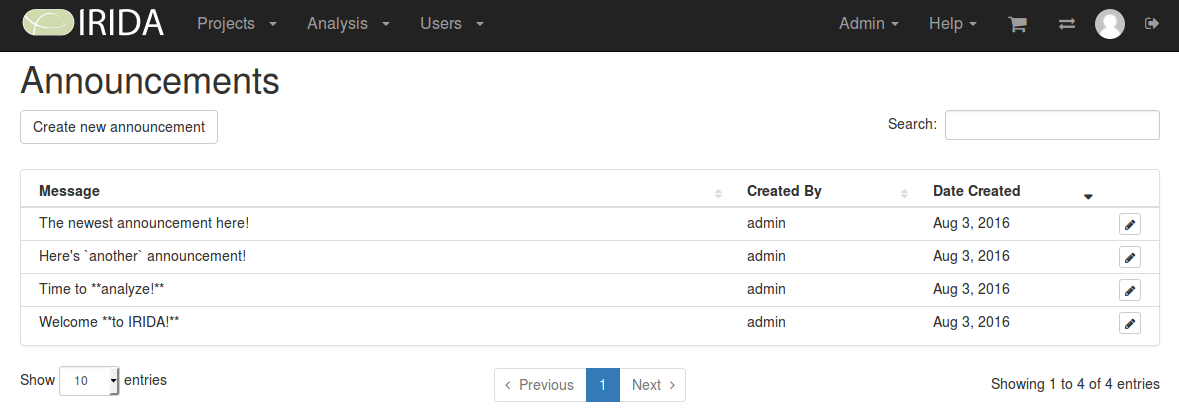 IRIDA Projects Analysis Users Admin Help
Announcements
Create new announcement Search:
Message Created By Date Created
The newest announcement here! admin Aug 3, 2016
Here's `another` announcement! admin Aug 3, 2016
Time to **analyze!** admin Aug 3, 2016
Welcome **to IRIDA!** admin Aug 3, 2016
Show 10 entries Previous 1 Next Showing 1 to 4 of 4 entries